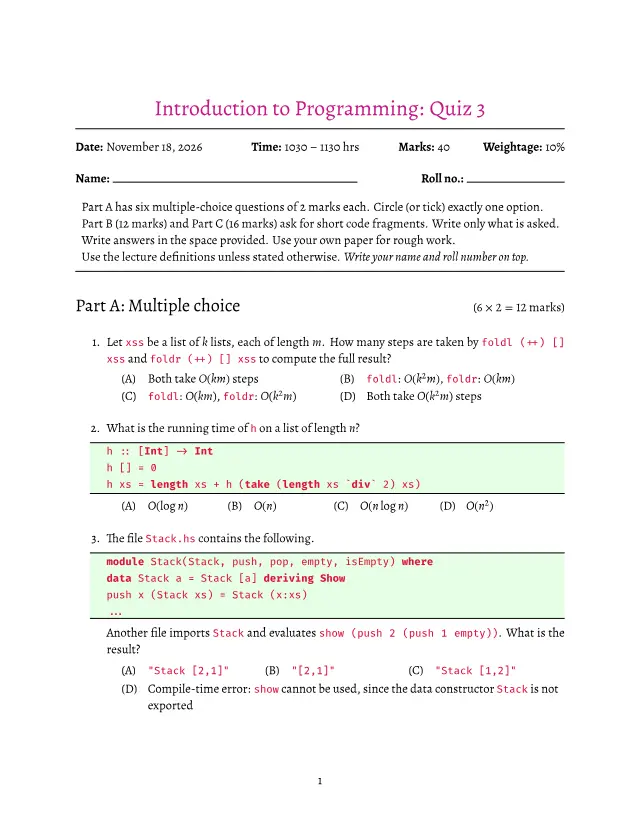 Introduction to Programming: Quiz 3
Date: November 18, 2026 Time: 1030 – 1130 hrs Marks: 40 Weightage: 10%
Name: Roll no.:
Part A has six multiple-choice questions of 2 marks each. Circle (or tick) exactly one option.
Part B (12 marks) and Part C (16 marks) ask for short code fragments. Write only what is asked.
Write answers in the space provided. Use your own paper for rough work.
Use the lecture definitions unless stated otherwise. Write your name and roll number on top.
Part A: Multiple choice (6 × 2 = 12 marks)
1. Let xss be a list of k lists, each of length m. How many steps are taken by foldl (++) []
xss and foldr (++) [] xss to compute the full result?
(A) Both take O(km) steps (B) foldl: O(k²m), foldr: O(km)
(C) foldl: O(km), foldr: O(k²m) (D) Both take O(k²m) steps
2. What is the running time of h on a list of length n?
h :: [Int] -> Int
h [] = 0
h xs = length xs + h (take (length xs `div` 2) xs)
(A) O(log n) (B) O(n) (C) O(n log n) (D) O(n²)
3. The file Stack.hs contains the following.
module Stack(Stack, push, pop, empty, isEmpty) where
data Stack a = Stack [a] deriving Show
push x (Stack xs) = Stack (x:xs)
...
Another file imports Stack and evaluates show (push 2 (push 1 empty)). What is the
result?
(A) "Stack [2,1]" (B) "[2,1]" (C) "Stack [1,2]"
(D) Compile-time error: show cannot be used, since the data constructor Stack is not
exported
1